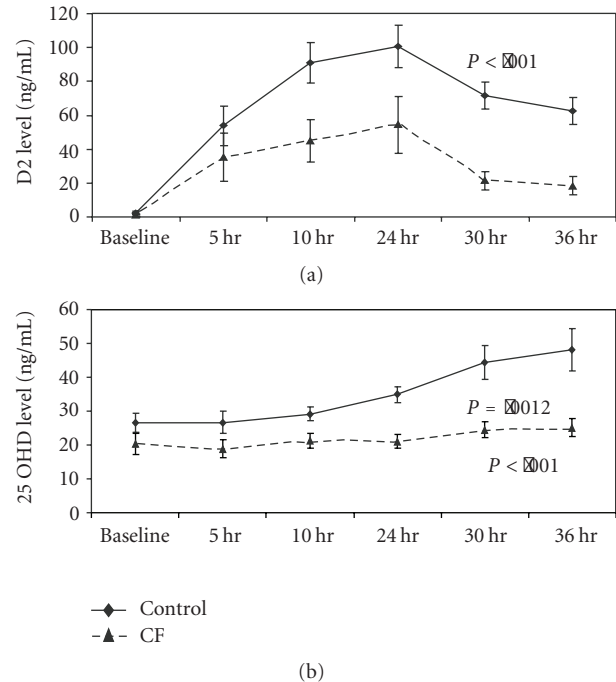 D2 level (ng/mL)
120
100
80
60
40
20
0
P < 001
Baseline 5 hr 10 hr 24 hr 30 hr 36 hr
(a)
25 OHD level (ng/mL)
60
50
40
30
20
10
0
P = 0012
P < 001
Baseline 5 hr 10 hr 24 hr 30 hr 36 hr
Control
CF
(b)